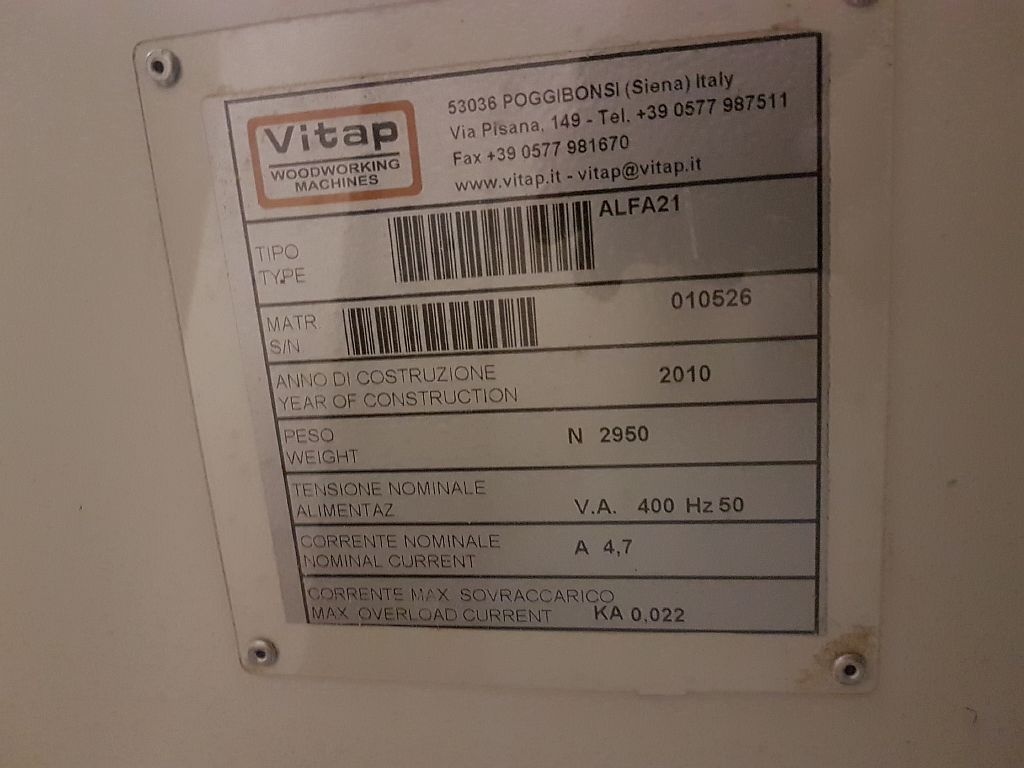 Vitap
WOODWORKING
MACHINES
53036 POGGIBONSI (Siena) Italy
Via Pisana, 149 - Tel. +39 0577 987511
Fax +39 0577 981670
www.vitap.it - vitap@vitap.it
TIPO
TYPE
ALFA21
MATR.
S/N
010526
ANNO DI COSTRUZIONE
YEAR OF CONSTRUCTION
2010
PESO
WEIGHT
N 2950
TENSIONE NOMINALE
ALIMENTAZ
V.A. 400 Hz 50
CORRENTE NOMINALE
NOMINAL CURRENT
A 4,7
CORRENTE MAX. SOVRACCARICO
MAX. OVERLOAD CURRENT
KA 0,022